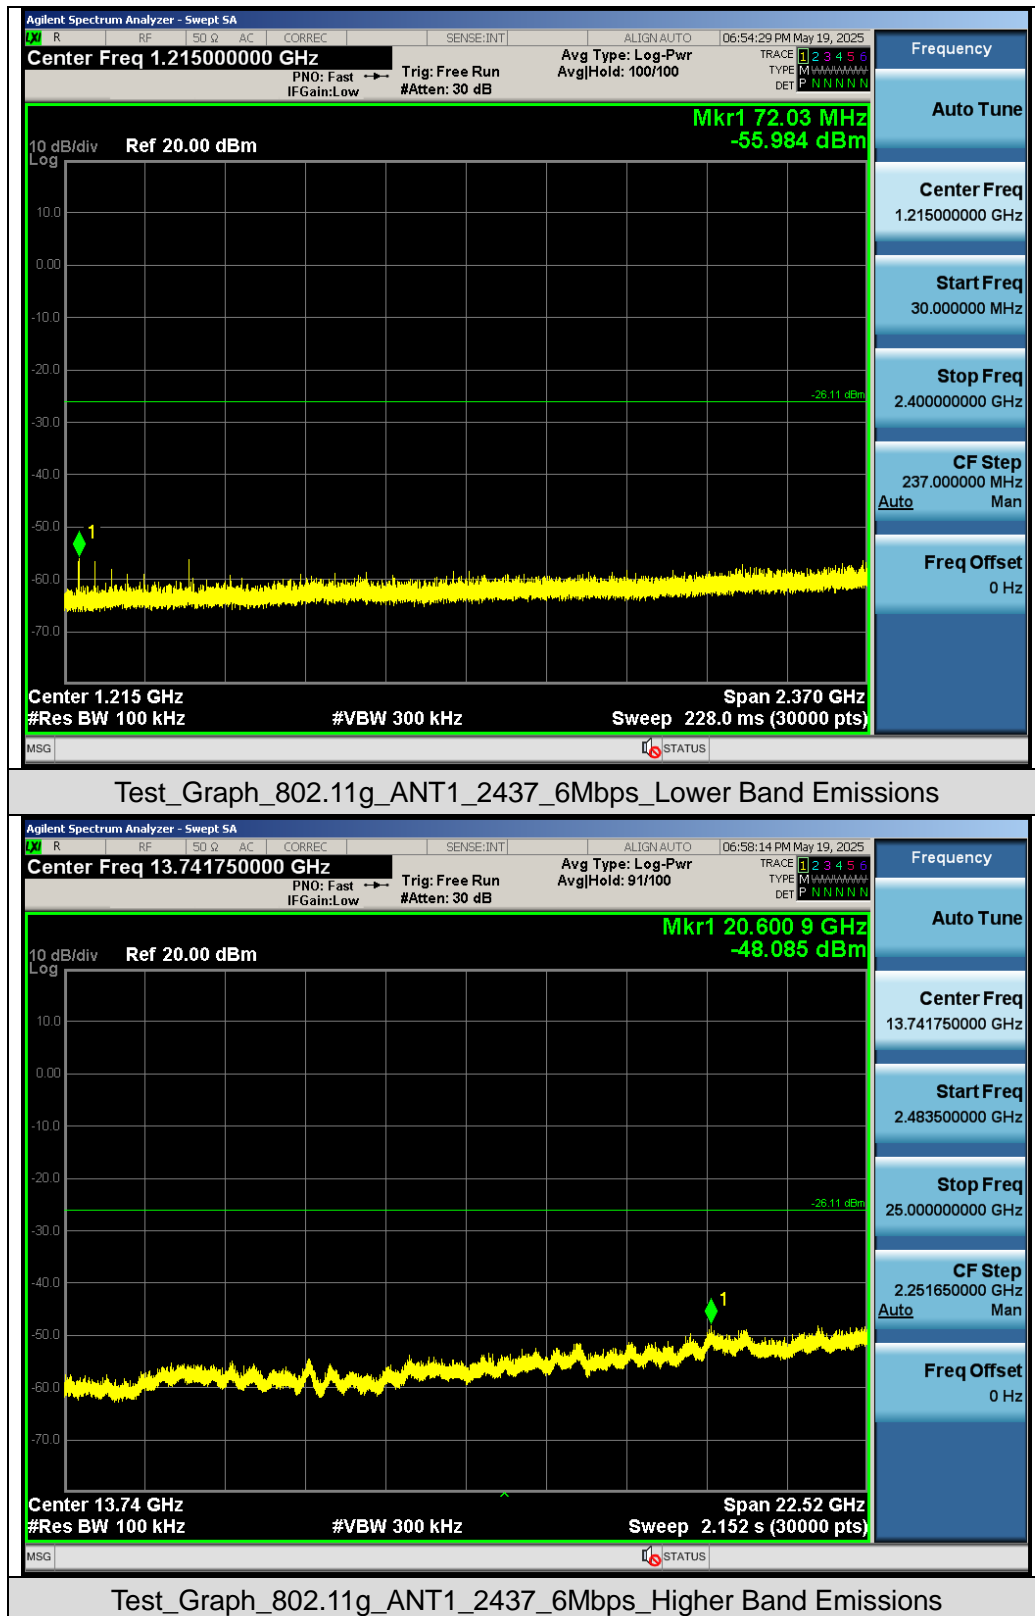 Agilent Spectrum Analyzer - Swept SA
LXI R RF 50 Ω AC CORREC SENSE:INT ALIGN AUTO 06:54:29 PM May 19, 2025
Center Freq 1.215000000 GHz
PNO: Fast
IFGain:Low
Trig: Free Run
#Atten: 30 dB
Avg Type: Log-Pwr
Avg|Hold: 100/100
TRACE 1 2 3 4 5 6
TYPE M
DET P N N N N N
Mkr1 72.03 MHz
-55.984 dBm
10 dB/div Ref 20.00 dBm
Log
10.0
0.00
-10.0
-20.0
-26.11 dBm
-30.0
-40.0
-50.0
1
-60.0
-70.0
Center 1.215 GHz Span 2.370 GHz
#Res BW 100 kHz #VBW 300 kHz Sweep 228.0 ms (30000 pts)
MSG STATUS
Frequency
Auto Tune
Center Freq
1.215000000 GHz
Start Freq
30.000000 MHz
Stop Freq
2.400000000 GHz
CF Step
237.000000 MHz
Auto Man
Freq Offset
0 Hz
Test_Graph_802.11g_ANT1_2437_6Mbps_Lower Band Emissions
Agilent Spectrum Analyzer - Swept SA
LXI R RF 50 Ω AC CORREC SENSE:INT ALIGN AUTO 06:58:14 PM May 19, 2025
Center Freq 13.741750000 GHz
PNO: Fast
IFGain:Low
Trig: Free Run
#Atten: 30 dB
Avg Type: Log-Pwr
Avg|Hold: 91/100
TRACE 1 2 3 4 5 6
TYPE M
DET P N N N N N
Mkr1 20.600 9 GHz
-48.085 dBm
10 dB/div Ref 20.00 dBm
Log
10.0
0.00
-10.0
-20.0
-26.11 dBm
-30.0
-40.0
1
-50.0
-60.0
-70.0
Center 13.74 GHz Span 22.52 GHz
#Res BW 100 kHz #VBW 300 kHz Sweep 2.152 s (30000 pts)
MSG STATUS
Frequency
Auto Tune
Center Freq
13.741750000 GHz
Start Freq
2.483500000 GHz
Stop Freq
25.000000000 GHz
CF Step
2.251650000 GHz
Auto Man
Freq Offset
0 Hz
Test_Graph_802.11g_ANT1_2437_6Mbps_Higher Band Emissions